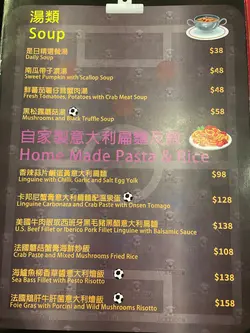 湯類
Soup
是日精選餐湯 $38
Daily Soup
南瓜帶子濃湯 $48
Sweet Pumpkin with Scallop Soup
鮮蕃茄薯仔蟹肉湯 $48
Fresh Tomatoes, Potatoes with Crab Meat Soup
黑松露蘑菇湯 $58
Mushrooms and Black Truffle Soup
自家製意大利扁麵及飯
Home Made Pasta & Rice
香辣蒜片鹹蛋黃意大利扁麵 $98
Linguine with Chilli, Garlic and Salt Egg Yolk
卡邦尼蟹膏意大利扁麵配溫泉蛋 $128
Linguine Carbonara and Crab Paste with Onsen Tomago
美國牛肉眼或西班牙黑毛豬黑醋意大利扁麵 $138
U.S. Beef Fillet or Iberico Pork Fillet Linguine with Balsamic Sauce
法國蘑菇蟹膏海鮮炒飯 $108
Crab Paste and Mixed Mushrooms Fried Rice
海鱸魚柳香草醬意大利燴飯 $128
Sea Bass Fillet with Pesto Risotto
法國鵝肝牛肝菌意大利燴飯 $158
Foie Gras with Porcini and Wild Mushrooms Risotto